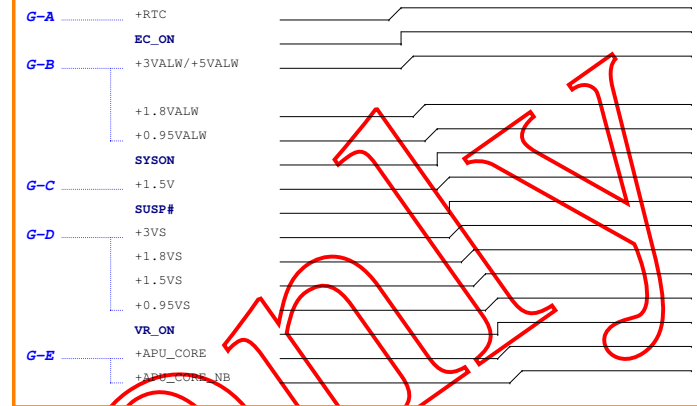 G-A +RTC
EC_ON
G-B +3VALW/+5VALW
+1.8VALW
+0.95VALW
SYSON
G-C +1.5V
SUSP#
G-D +3VS
+1.8VS
+1.5VS
+0.95VS
VR_ON
G-E +APU_CORE
+APU_CORE_NB
nly